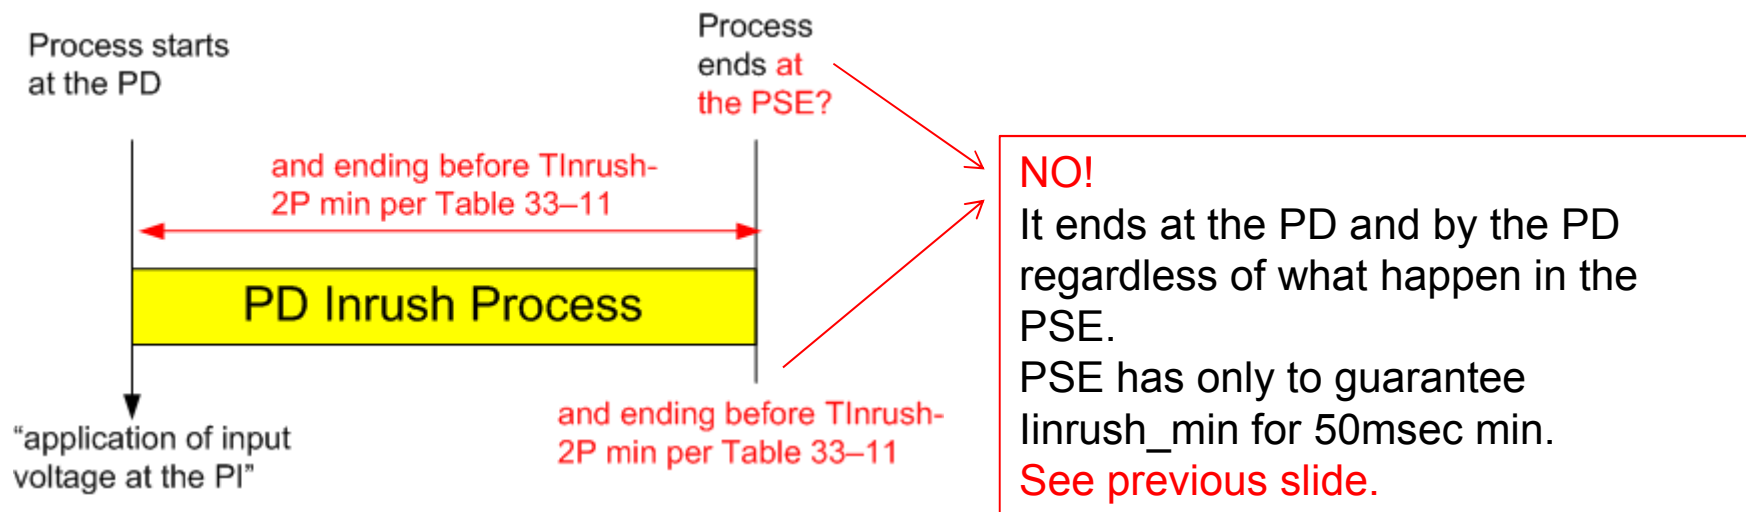 Process starts
at the PD
Process
ends at
the PSE?
and ending before TInrush-
2P min per Table 33–11
PD Inrush Process
“application of input
voltage at the PI”
and ending before TInrush-
2P min per Table 33–11
NO!
It ends at the PD and by the PD
regardless of what happen in the
PSE.
PSE has only to guarantee
Iinrush_min for 50msec min.
See previous slide.